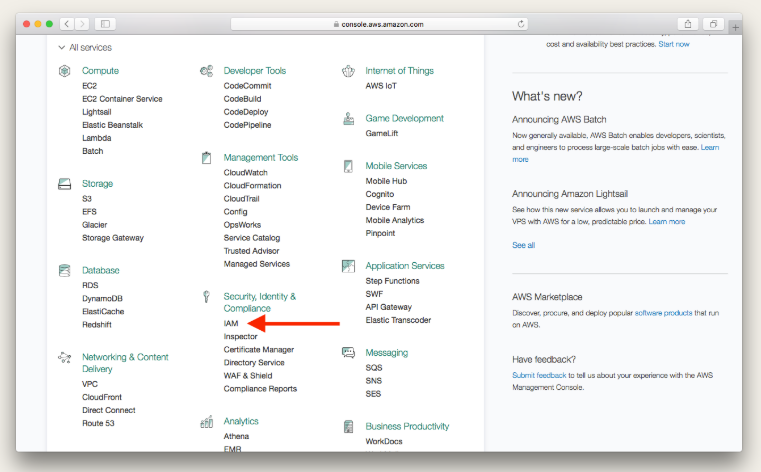 console.aws.amazon.com
All services
Compute
EC2
EC2 Container Service
Lightsail
Elastic Beanstalk
Lambda
Batch
Storage
S3
EFS
Glacier
Storage Gateway
Database
RDS
DynamoDB
ElastiCache
Redshift
Networking & Content
Delivery
VPC
CloudFront
Direct Connect
Route 53
Developer Tools
CodeCommit
CodeBuild
CodeDeploy
CodePipeline
Management Tools
CloudWatch
CloudFormation
CloudTrail
Config
OpsWorks
Service Catalog
Trusted Advisor
Managed Services
Security, Identity &
Compliance
IAM
Inspector
Certificate Manager
Directory Service
WAF & Shield
Compliance Reports
Analytics
Athena
EMR
Internet of Things
AWS IoT
Game Development
GameLift
Mobile Services
Mobile Hub
Cognito
Device Farm
Mobile Analytics
Pinpoint
Application Services
Step Functions
SWF
API Gateway
Elastic Transcoder
Messaging
SQS
SNS
SES
Business Productivity
WorkDocs
cost and availability best practices. Start now
What's new?
Announcing AWS Batch
Now generally available, AWS Batch enables developers, scientists,
and engineers to process large-scale batch jobs with ease. Learn
more
Announcing Amazon Lightsail
See how this new service allows you to launch and manage your
VPS with AWS for a low, predictable price. Learn more
See all
AWS Marketplace
Discover, procure, and deploy popular software products that run
on AWS.
Have feedback?
Submit feedback to tell us about your experience with the AWS
Management Console.